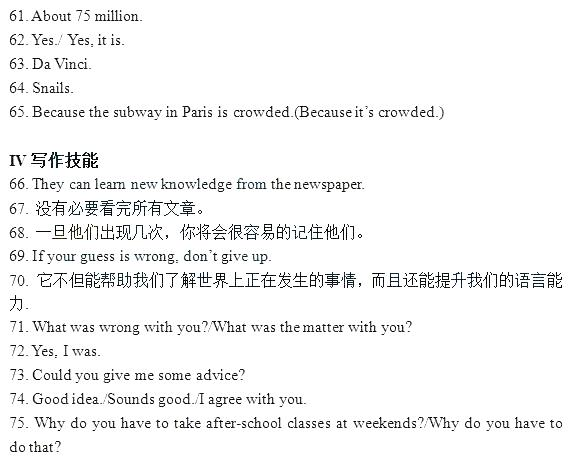 61. About 75 million.
62. Yes./ Yes, it is.
63. Da Vinci.
64. Snails.
65. Because the subway in Paris is crowded.(Because it’s crowded.)
IV 写作技能
66. They can learn new knowledge from the newspaper.
67. 没有必要看完所有文章。
68. 一旦他们出现几次，你将会很容易的记住他们。
69. If your guess is wrong, don’t give up.
70. 它不但能帮助我们了解世界上正在发生的事情，而且还能提升我们的语言能
力.
71. What was wrong with you?/What was the matter with you?
72. Yes, I was.
73. Could you give me some advice?
74. Good idea./Sounds good./I agree with you.
75. Why do you have to take after-school classes at weekends?/Why do you have to
do that?